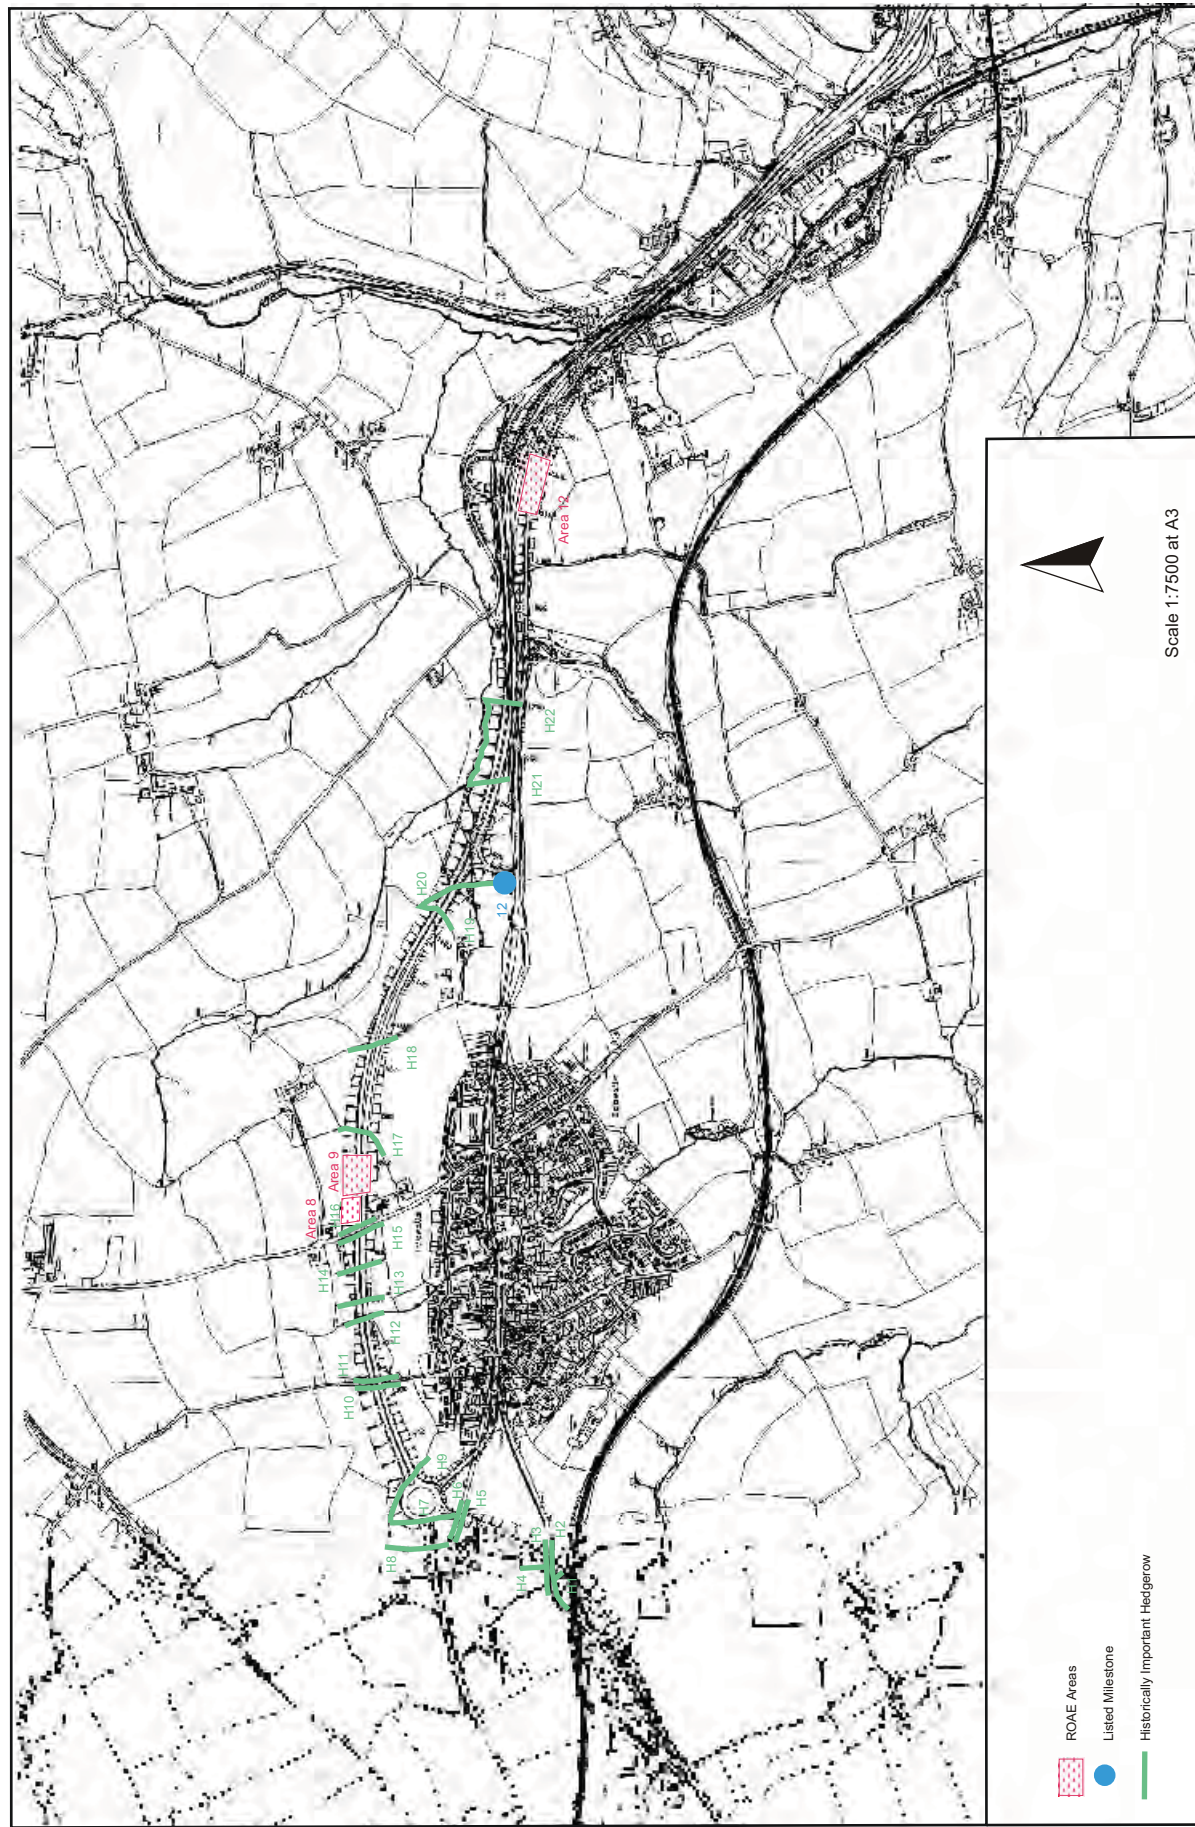 H1
H2
H3
H4
H5
H6
H7
H8
H9
H10
H11
H12
H13
H14
H15
H16
Area 8
Area 9
H17
H18
H19
H20
12
H21
H22
Area 12
Scale 1:7500 at A3
ROAE Areas
Listed Milestone
Historically Important Hedgerow